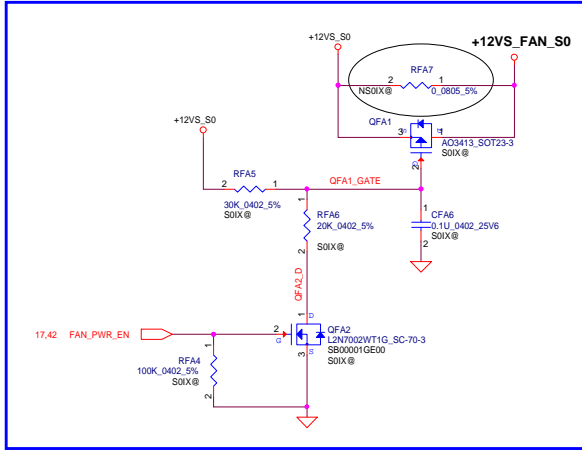 +12VS_S0
+12VS_FAN_S0
RFA7
2
1
NS0IX@
0_0805_5%
QFA1
3
S
D
1
G
2
AO3413_SOT23-3
S0IX@
+12VS_S0
QFA1_GATE
RFA5
2
1
30K_0402_5%
S0IX@
1
RFA6
20K_0402_5%
2
S0IX@
1
CFA6
0.1U_0402_25V6
2
S0IX@
QFA2_D
17,42 FAN_PWR_EN
1
D
2
G
S
3
QFA2
L2N7002WT1G_SC-70-3
SB00001GE00
S0IX@
1
RFA4
100K_0402_5%
S0IX@
2